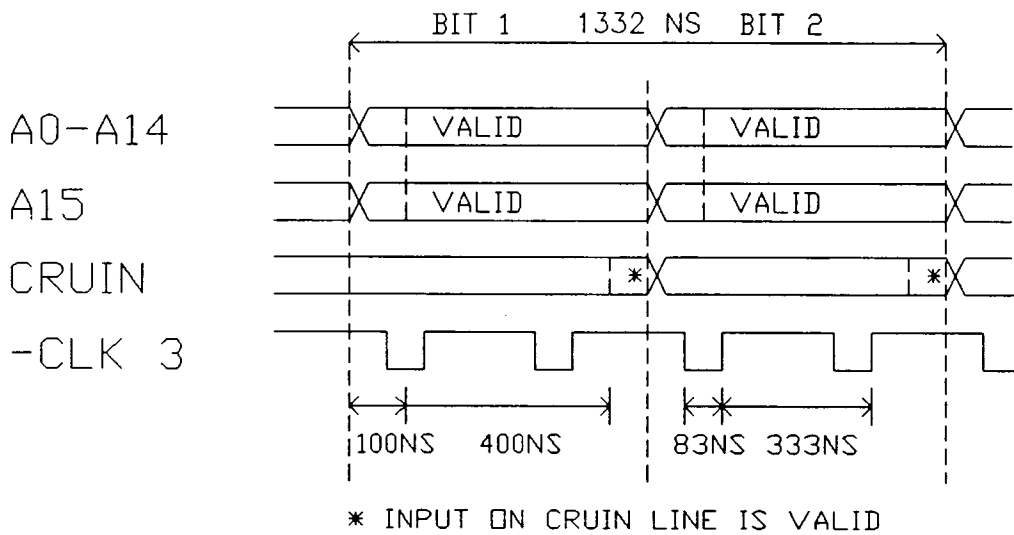 BIT 1 1332 NS BIT 2
A0-A14 VALID VALID
A15 VALID VALID
CRUIN * *
-CLK 3
100NS 400NS 83NS 333NS
* INPUT ON CRUIN LINE IS VALID